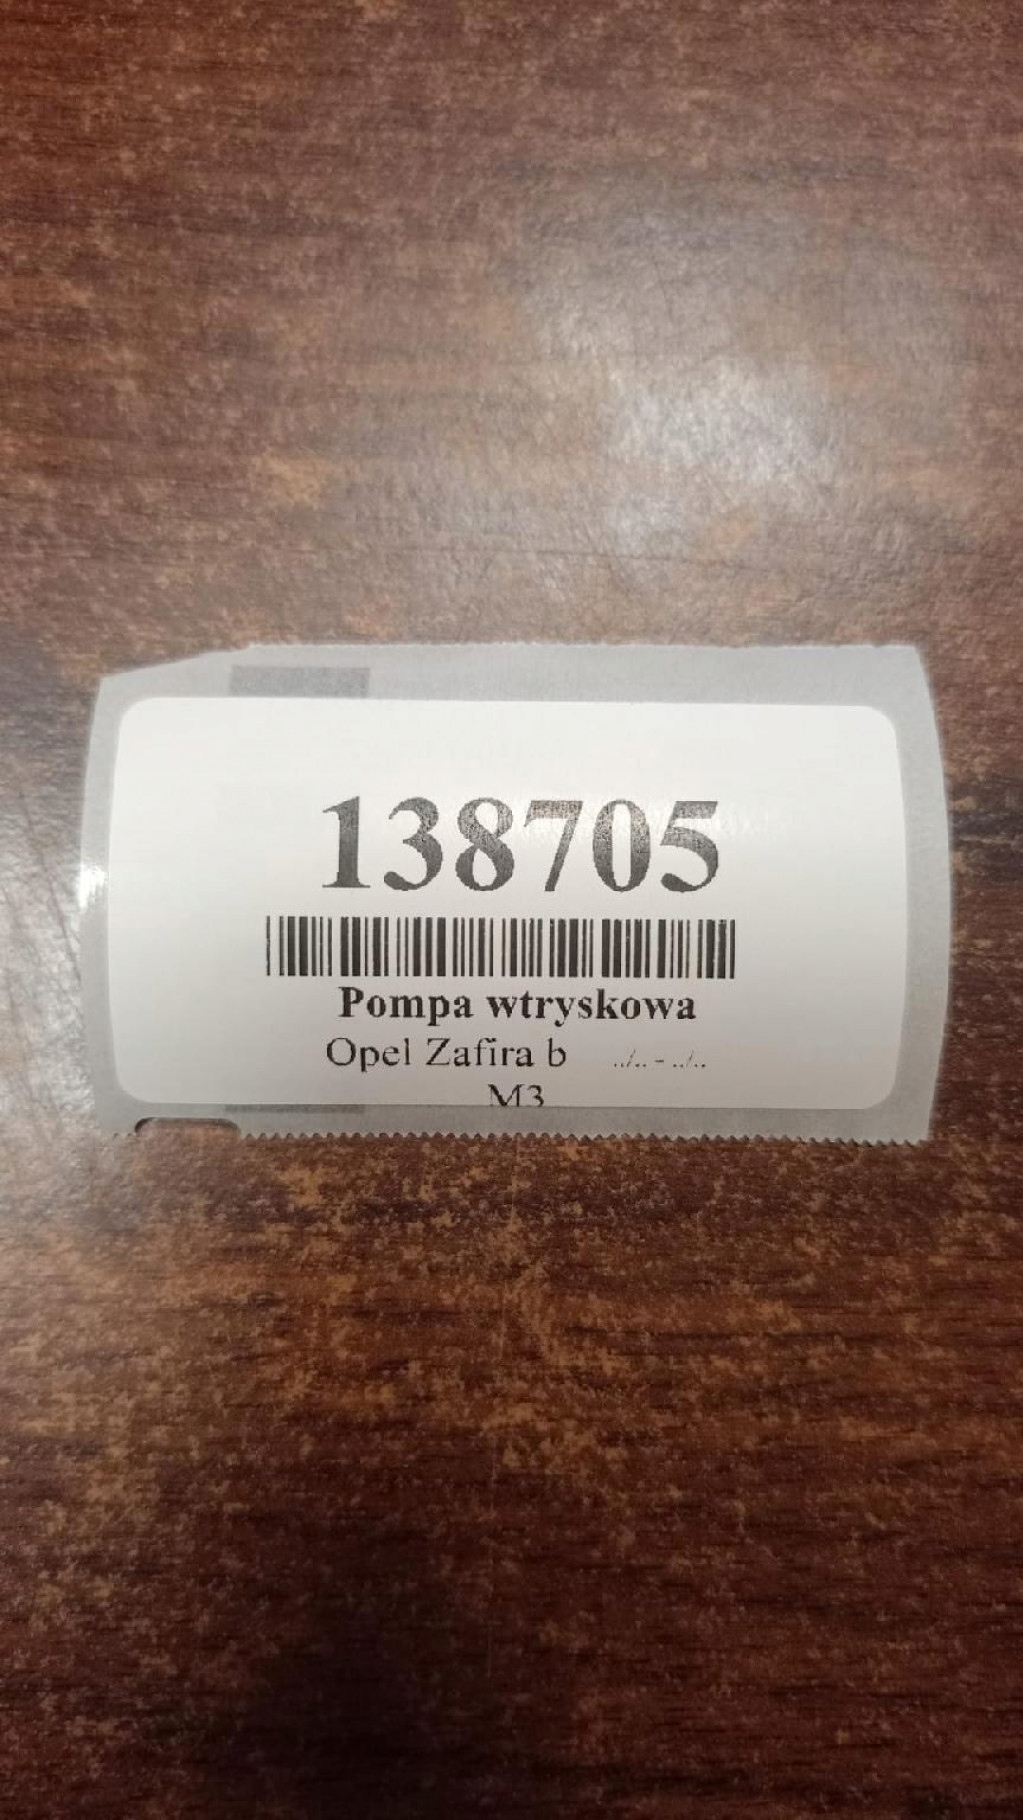 138705
Pompa wtryskowa
Opel Zafira b ../.. - ../..
M3